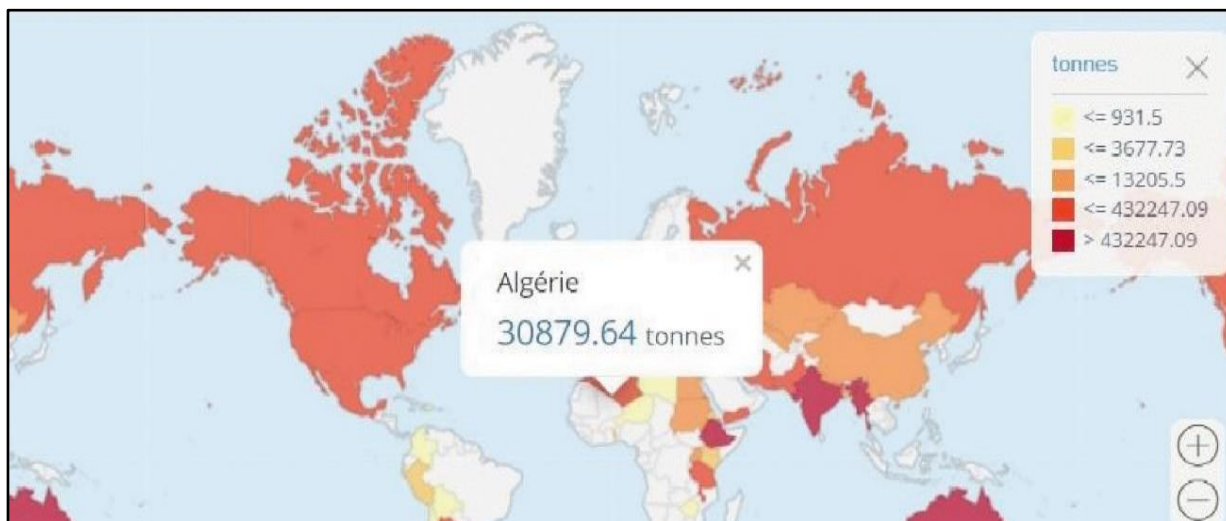 tonnes
<= 931.5
<= 3677.73
<= 13205.5
<= 432247.09
> 432247.09
Algérie
30879.64 tonnes